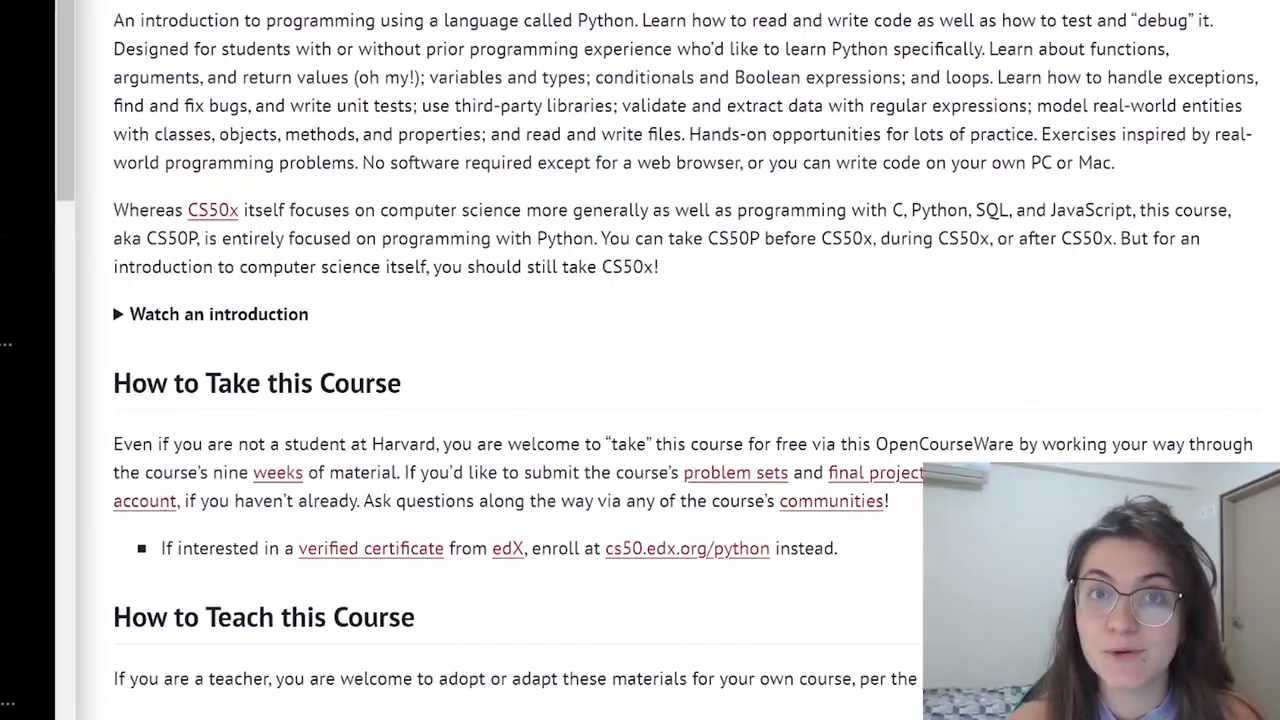 An introduction to programming using a language called Python. Learn how to read and write code as well as how to test and “debug” it.
Designed for students with or without prior programming experience who’d like to learn Python specifically. Learn about functions,
arguments, and return values (oh my!); variables and types; conditionals and Boolean expressions; and loops. Learn how to handle exceptions,
find and fix bugs, and write unit tests; use third-party libraries; validate and extract data with regular expressions; model real-world entities
with classes, objects, methods, and properties; and read and write files. Hands-on opportunities for lots of practice. Exercises inspired by real-
world programming problems. No software required except for a web browser, or you can write code on your own PC or Mac.
Whereas CS50x itself focuses on computer science more generally as well as programming with C, Python, SQL, and JavaScript, this course,
aka CS50P, is entirely focused on programming with Python. You can take CS50P before CS50x, during CS50x, or after CS50x. But for an
introduction to computer science itself, you should still take CS50x!
▶ Watch an introduction
How to Take this Course
Even if you are not a student at Harvard, you are welcome to “take” this course for free via this OpenCourseWare by working your way through
the course’s nine weeks of material. If you’d like to submit the course’s problem sets and final project
account, if you haven’t already. Ask questions along the way via any of the course’s communities!
■ If interested in a verified certificate from edX, enroll at cs50.edx.org/python instead.
How to Teach this Course
If you are a teacher, you are welcome to adopt or adapt these materials for your own course, per the